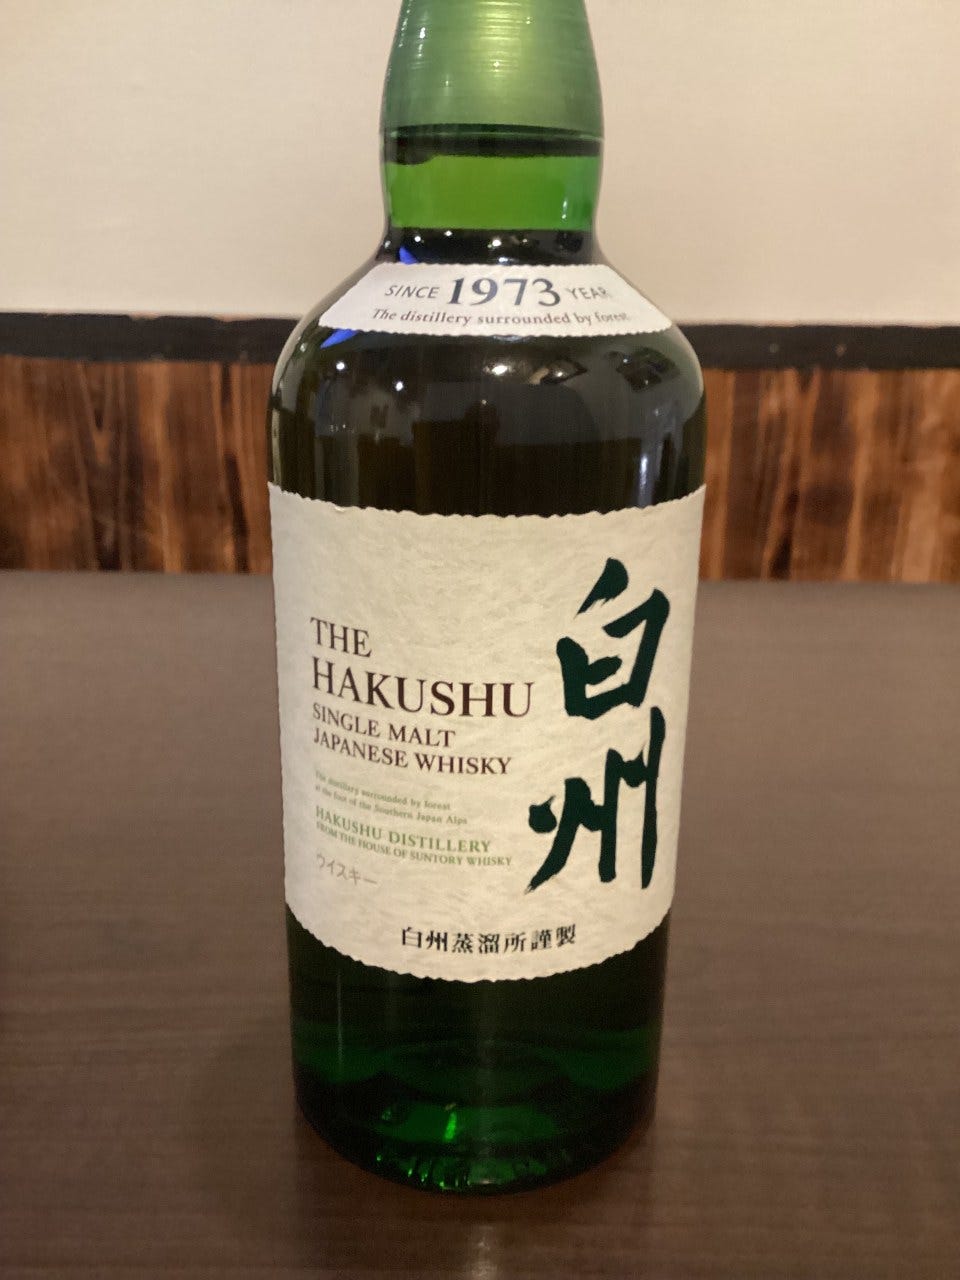 SINCE 1973 YEAR
The distillery surrounded by forest
THE
HAKUSHU
SINGLE MALT
JAPANESE WHISKY
The distillery surrounded by forest
at the foot of the Southern Japan Alps
HAKUSHU DISTILLERY
FROM THE HOUSE OF SUNTORY WHISKY
ウイスキー
白州
白州蒸溜所謹製